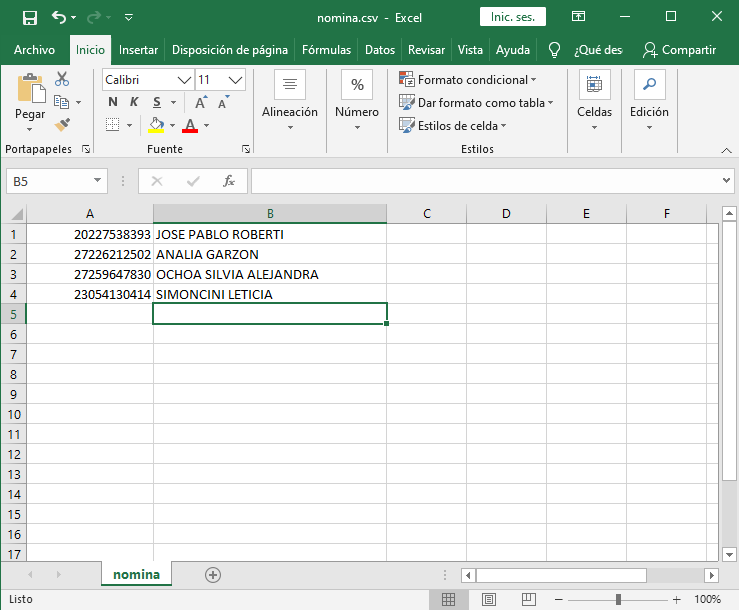 nomina.csv - Excel
Inic. ses.
Archivo Inicio Insertar Disposición de página Fórmulas Datos Revisar Vista Ayuda ¿Qué des Compartir
Pegar
Portapapeles
Calibri 11
N K S A A
A
Fuente
Alineación
%
Número
Formato condicional
Dar formato como tabla
Estilos de celda
Estilos
Celdas
Edición
B5 fx
A B C D E F
1 20227538393 JOSE PABLO ROBERTI
2 27226212502 ANALIA GARZON
3 27259647830 OCHOA SILVIA ALEJANDRA
4 23054130414 SIMONCINI LETICIA
5
6
7
8
9
10
11
12
13
14
15
16
17
nomina
Listo 100%